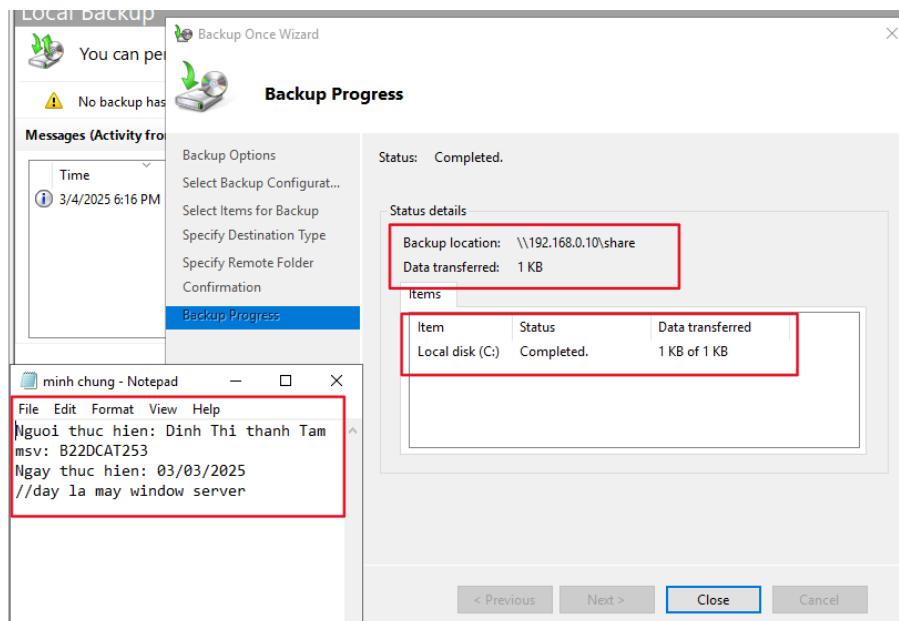 Local Backup
You can pe
No backup has
Messages (Activity fro
Time
3/4/2025 6:16 PM
Backup Once Wizard
Backup Progress
Backup Options
Select Backup Configurat...
Select Items for Backup
Specify Destination Type
Specify Remote Folder
Confirmation
Backup Progress
Status: Completed.
Status details
Backup location: \\192.168.0.10\share
Data transferred: 1 KB
Items
Item Status Data transferred
Local disk (C:) Completed. 1 KB of 1 KB
< Previous Next > Close Cancel
minh chung - Notepad
File Edit Format View Help
Nguoi thuc hien: Dinh Thi thanh Tam
msv: B22DCAT253
Ngay thuc hien: 03/03/2025
//day la may window server